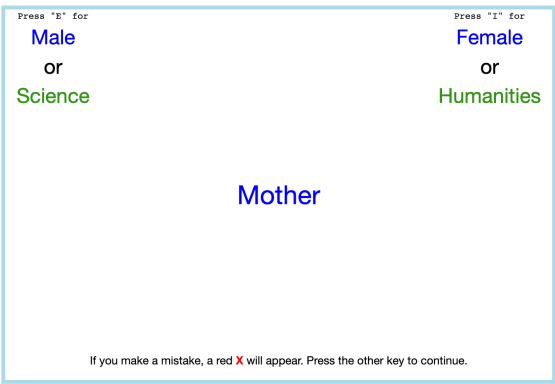 Press "E" for
Male
or
Science
Press "I" for
Female
or
Humanities
Mother
If you make a mistake, a red X will appear. Press the other key to continue.